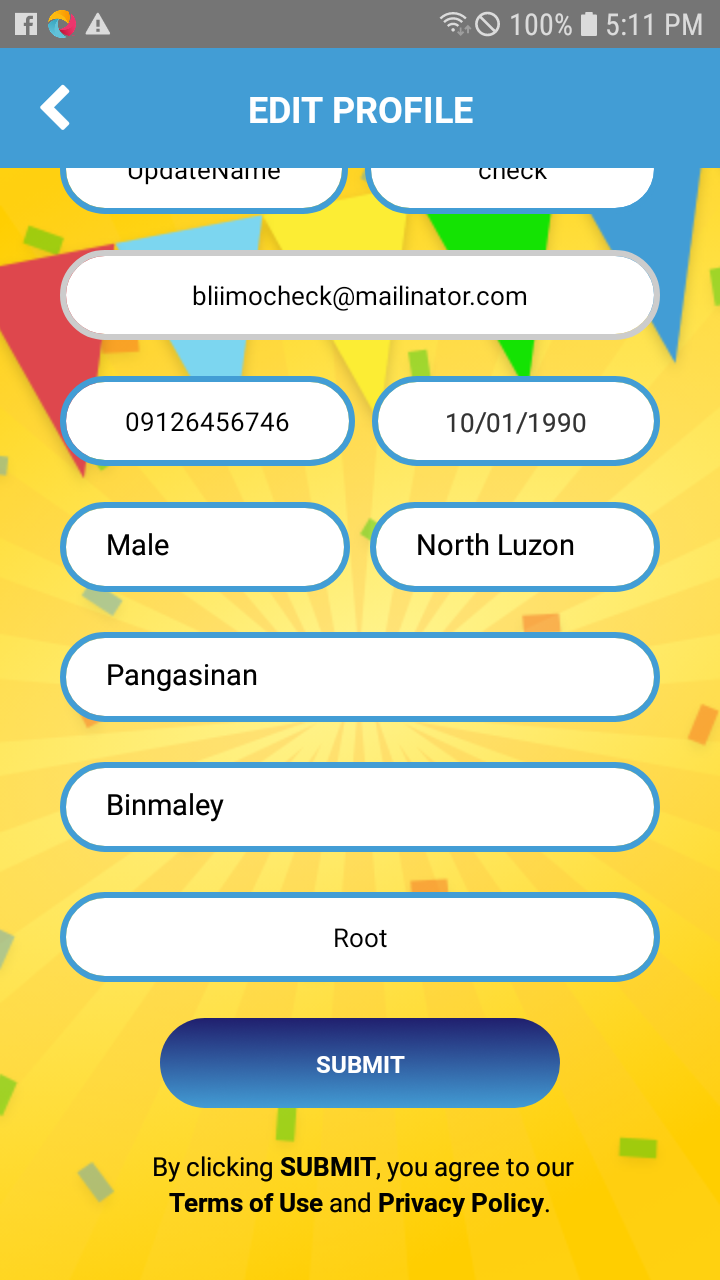 100% 5:11 PM
EDIT PROFILE
UpdateName check
bliimocheck@mailinator.com
09126456746 10/01/1990
Male North Luzon
Pangasinan
Binmaley
Root
SUBMIT
By clicking SUBMIT, you agree to our
Terms of Use and Privacy Policy.